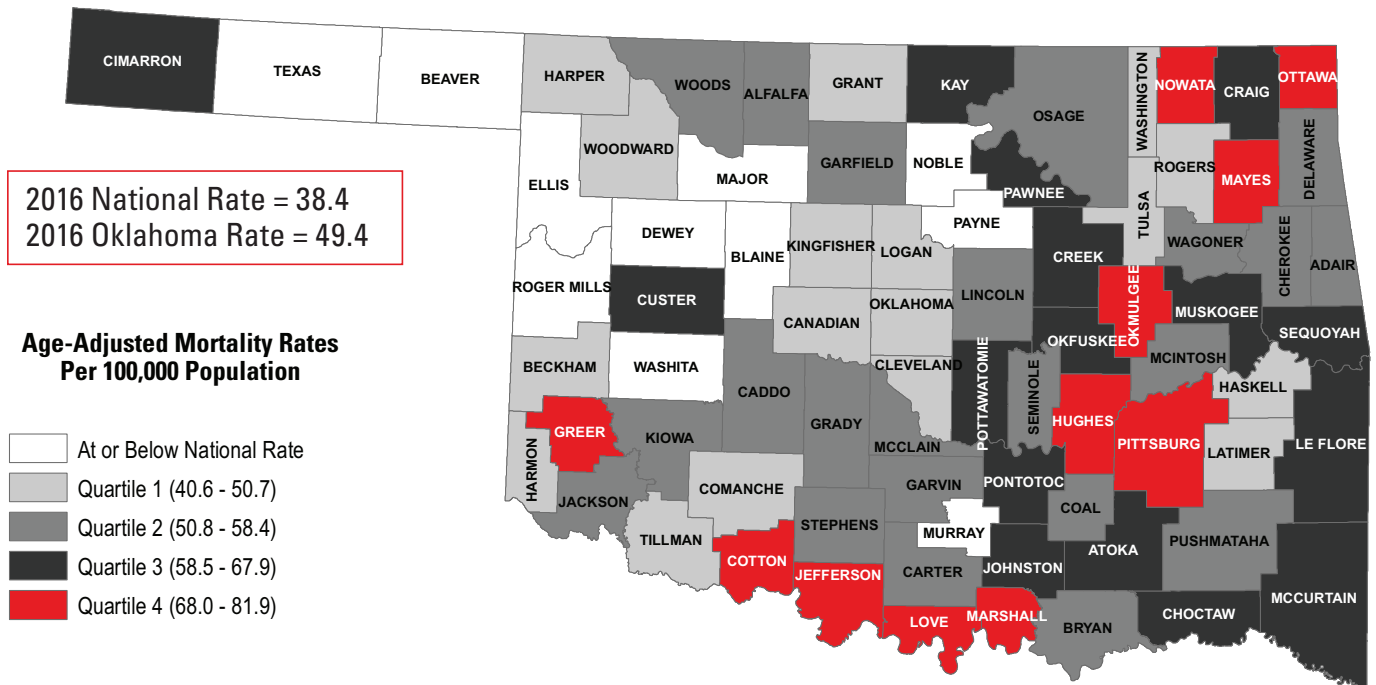 CIMARRON
TEXAS
BEAVER
HARPER
WOODS
ALFALFA
GRANT
KAY
OSAGE
WASHINGTON
NOWATA
CRAIG
OTTAWA
WOODWARD
ELLIS
MAJOR
GARFIELD
NOBLE
PAWNEE
TULSA
ROGERS
MAYES
DELAWARE
2016 National Rate = 38.4
2016 Oklahoma Rate = 49.4
DEWEY
BLAINE
KINGFISHER
LOGAN
PAYNE
CREEK
WAGONER
CHEROKEE
ADAIR
ROGER MILLS
CUSTER
CANADIAN
OKLAHOMA
LINCOLN
OKMULGEE
MUSKOGEE
SEQUOYAH
Age-Adjusted Mortality Rates
Per 100,000 Population
BECKHAM
WASHITA
CADDO
GRADY
CLEVELAND
POTTAWATOMIE
SEMINOLE
OKFUSKEE
MCINTOSH
HASKELL
GREER
KIOWA
MCCLAIN
HUGHES
PITTSBURG
LATIMER
LE FLORE
At or Below National Rate
Quartile 1 (40.6 - 50.7)
Quartile 2 (50.8 - 58.4)
Quartile 3 (58.5 - 67.9)
Quartile 4 (68.0 - 81.9)
HARMON
JACKSON
COMANCHE
GARVIN
PONTOTOC
COAL
TILLMAN
COTTON
STEPHENS
MURRAY
ATOKA
PUSHMATAHA
JEFFERSON
CARTER
JOHNSTON
MCCURTAIN
LOVE
MARSHALL
BRYAN
CHOCTAW